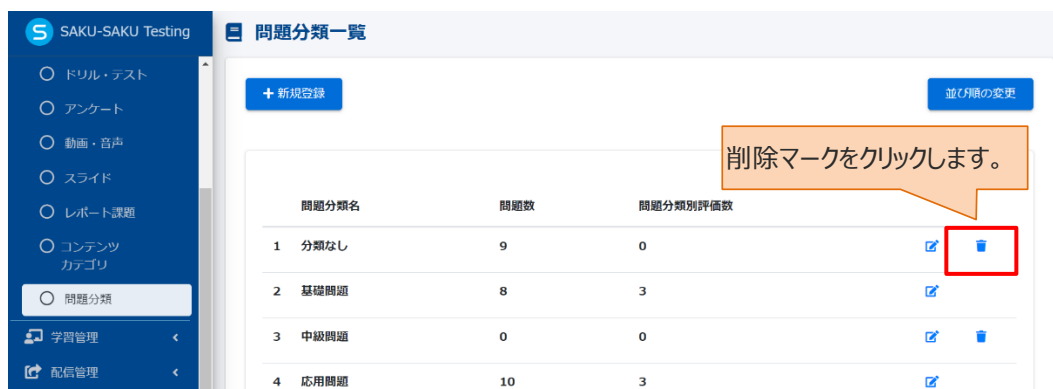 SAKU-SAKU Testing
問題分類一覧
ドリル・テスト
アンケート
動画・音声
スライド
レポート課題
コンテンツ
カテゴリ
問題分類
学習管理
配信管理
+ 新規登録
並び順の変更
削除マークをクリックします。
問題分類名 問題数 問題分類別評価数
1 分類なし 9 0
2 基礎問題 8 3
3 中級問題 0 0
4 応用問題 10 3